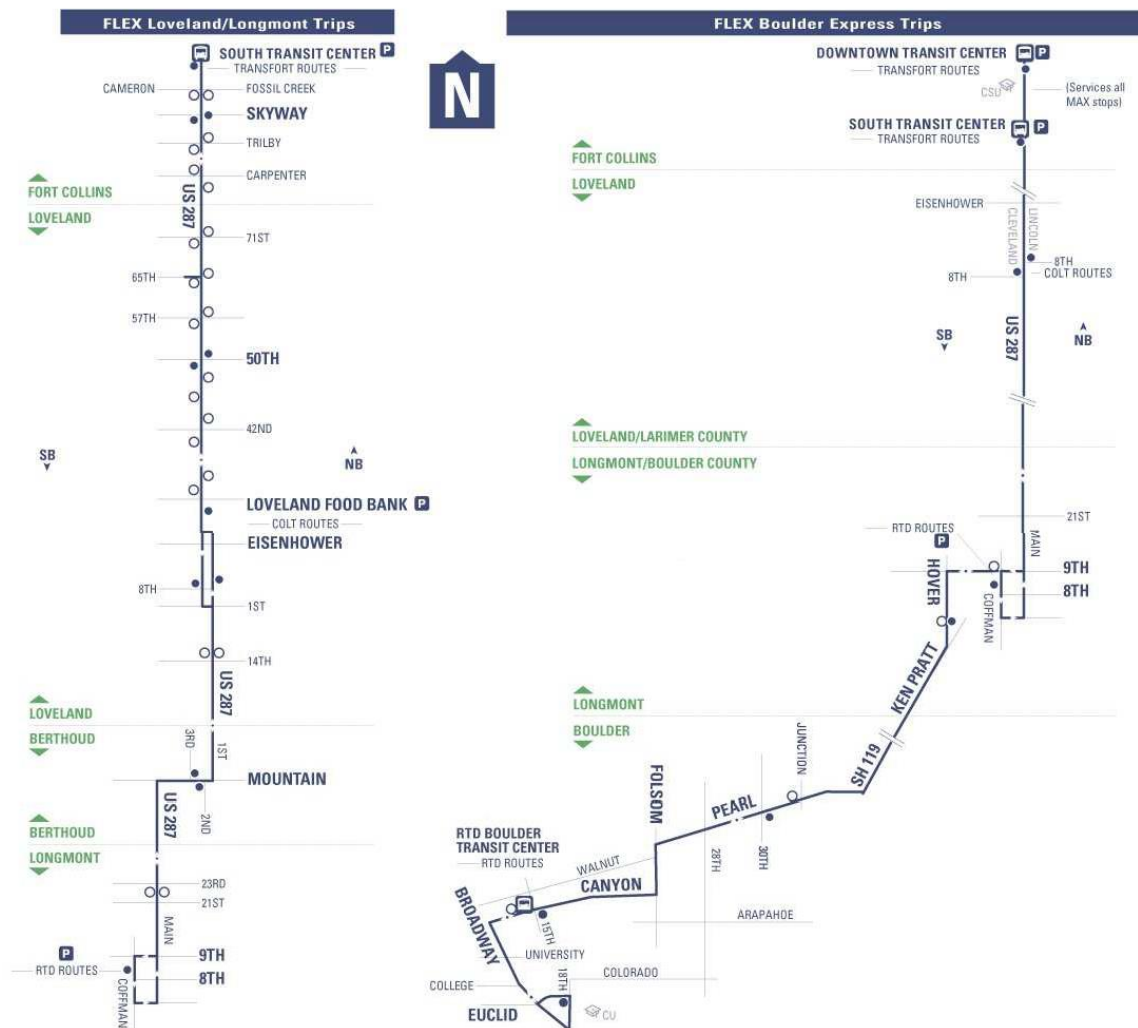 FLEX Loveland/Longmont Trips
SOUTH TRANSIT CENTER P
TRANSFORT ROUTES
CAMERON
FOSSIL CREEK
SKYWAY
TRILBY
CARPENTER
FORT COLLINS
LOVELAND
US 287
71ST
65TH
57TH
50TH
42ND
SB
NB
LOVELAND FOOD BANK P
COLT ROUTES
EISENHOWER
8TH
1ST
14TH
US 287
LOVELAND
BERTHOUD
3RD
1ST
MOUNTAIN
US 287
2ND
BERTHOUD
LONGMONT
23RD
21ST
MAIN
P
9TH
RTD ROUTES
8TH
COFFMAN
N
FLEX Boulder Express Trips
DOWNTOWN TRANSIT CENTER P
TRANSFORT ROUTES
CSU
(Services all
MAX stops)
SOUTH TRANSIT CENTER P
TRANSFORT ROUTES
FORT COLLINS
LOVELAND
EISENHOWER
CLEVELAND
LINCOLN
8TH
COLT ROUTES
8TH
US 287
SB
NB
LOVELAND/LARIMER COUNTY
LONGMONT/BOULDER COUNTY
21ST
RTD ROUTES
P
MAIN
9TH
HOVER
8TH
COFFMAN
KEN PRATT
LONGMONT
BOULDER
JUNCTION
SH 119
FOLSOM
PEARL
RTD BOULDER
TRANSIT CENTER
RTD ROUTES
WALNUT
28TH
30TH
CANYON
BROADWAY
15TH
ARAPAHOE
UNIVERSITY
COLORADO
18TH
COLLEGE
EUCLID
CU